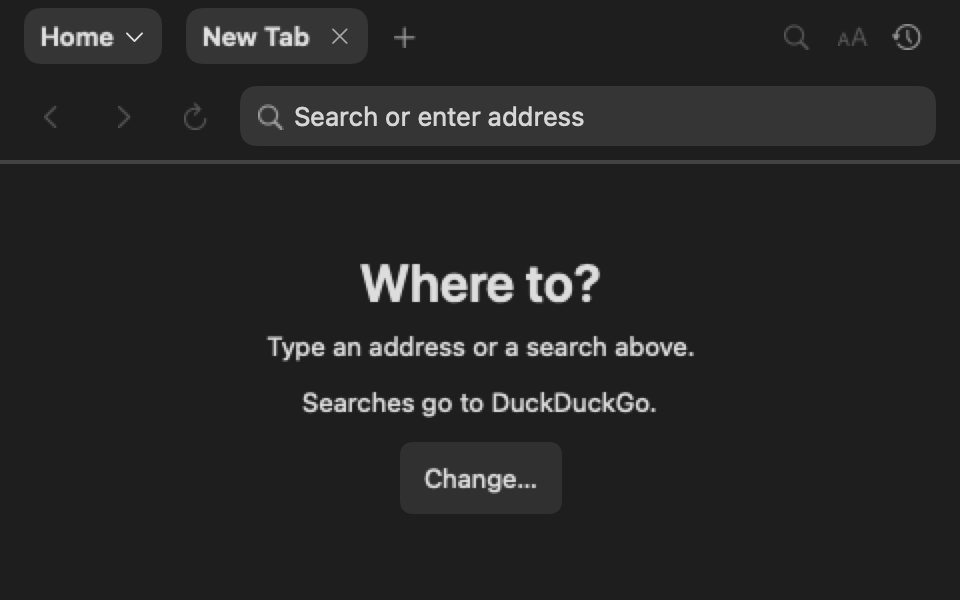 Home
New Tab
AA
Search or enter address
Where to?
Type an address or a search above.
Searches go to DuckDuckGo.
Change...